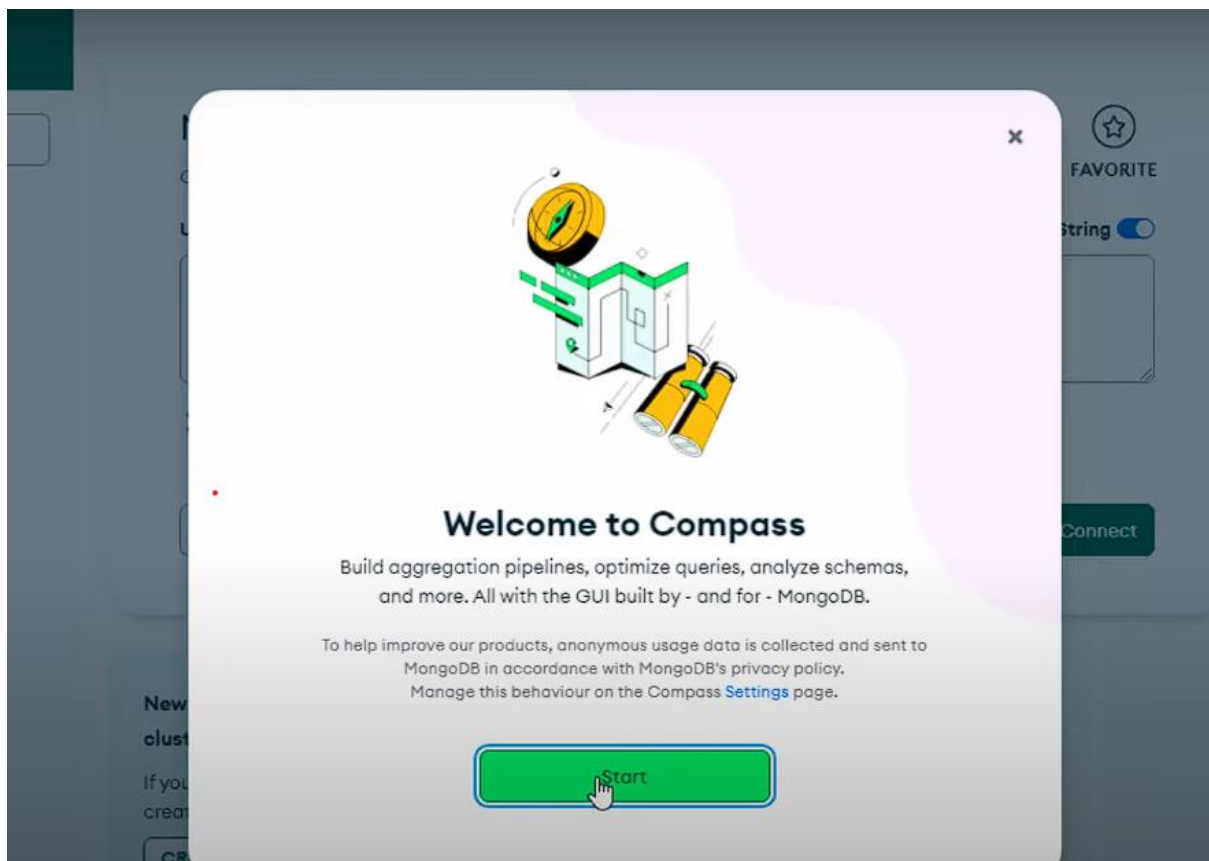 FAVORITE
String
Welcome to Compass
Build aggregation pipelines, optimize queries, analyze schemas,
and more. All with the GUI built by - and for - MongoDB.
Connect
To help improve our products, anonymous usage data is collected and sent to
MongoDB in accordance with MongoDB's privacy policy.
Manage this behaviour on the Compass Settings page.
New
clust
If you
creat
Start
CR